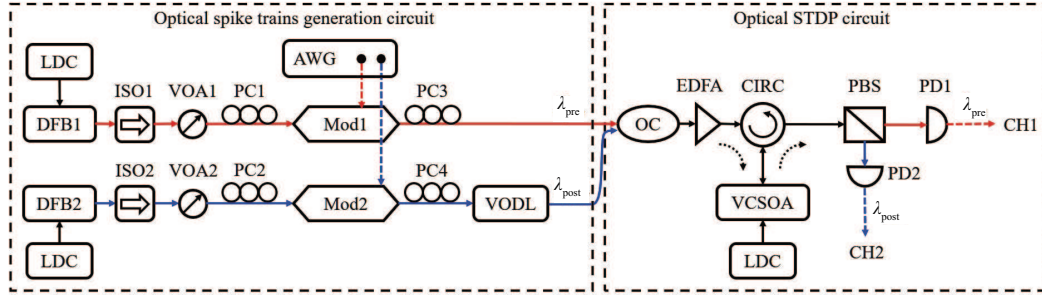 Optical spike trains generation circuit
Optical STDP circuit
LDC
AWG
ISO1
VOA1
PC1
PC3
λpre
EDFA
CIRC
PBS
PD1
λpre
DFB1
Mod1
OC
CH1
ISO2
VOA2
PC2
PC4
λpost
PD2
DFB2
Mod2
VODL
VCSOA
λpost
LDC
LDC
CH2